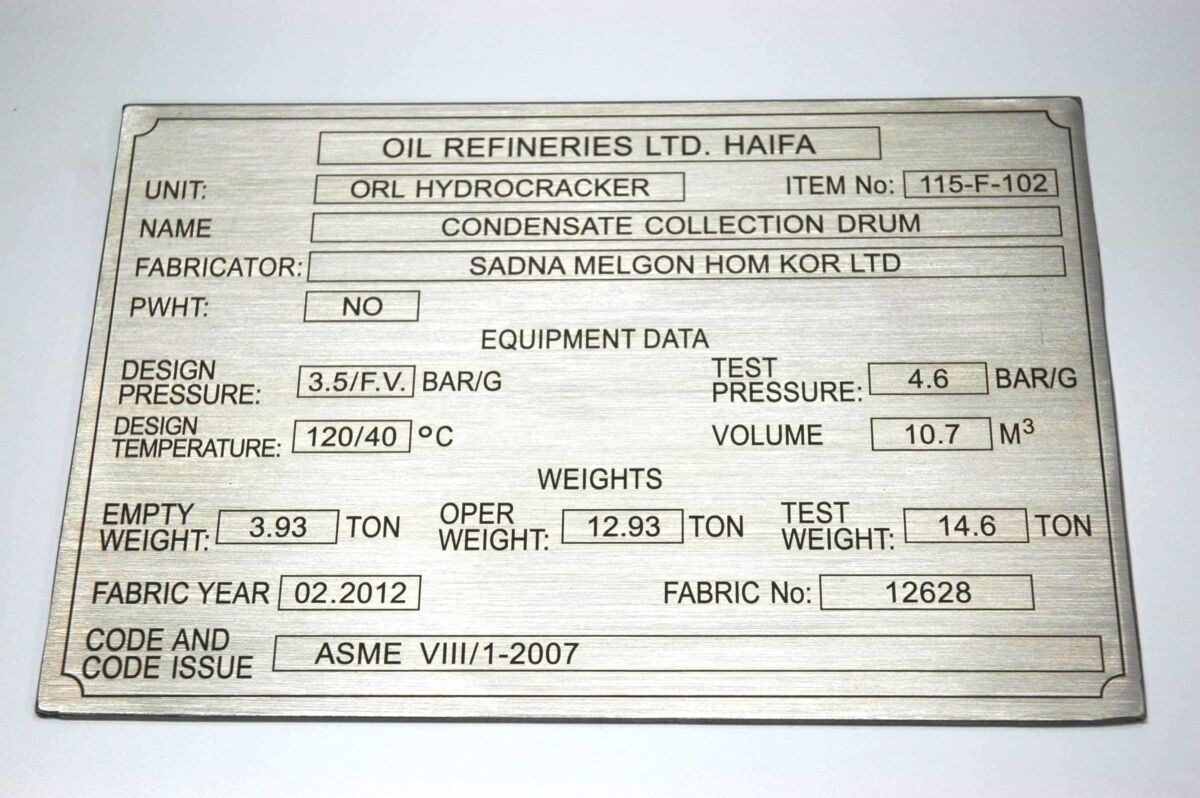 OIL REFINERIES LTD. HAIFA
UNIT: ORL HYDROCRACKER ITEM No: 115-F-102
NAME CONDENSATE COLLECTION DRUM
FABRICATOR: SADNA MELGON HOM KOR LTD
PWHT: NO
EQUIPMENT DATA
DESIGN PRESSURE: 3.5/F.V. BAR/G TEST PRESSURE: 4.6 BAR/G
DESIGN TEMPERATURE: 120/40 °C VOLUME 10.7 M³
WEIGHTS
EMPTY WEIGHT: 3.93 TON OPER WEIGHT: 12.93 TON TEST WEIGHT: 14.6 TON
FABRIC YEAR 02.2012 FABRIC No: 12628
CODE AND CODE ISSUE ASME VIII/1-2007